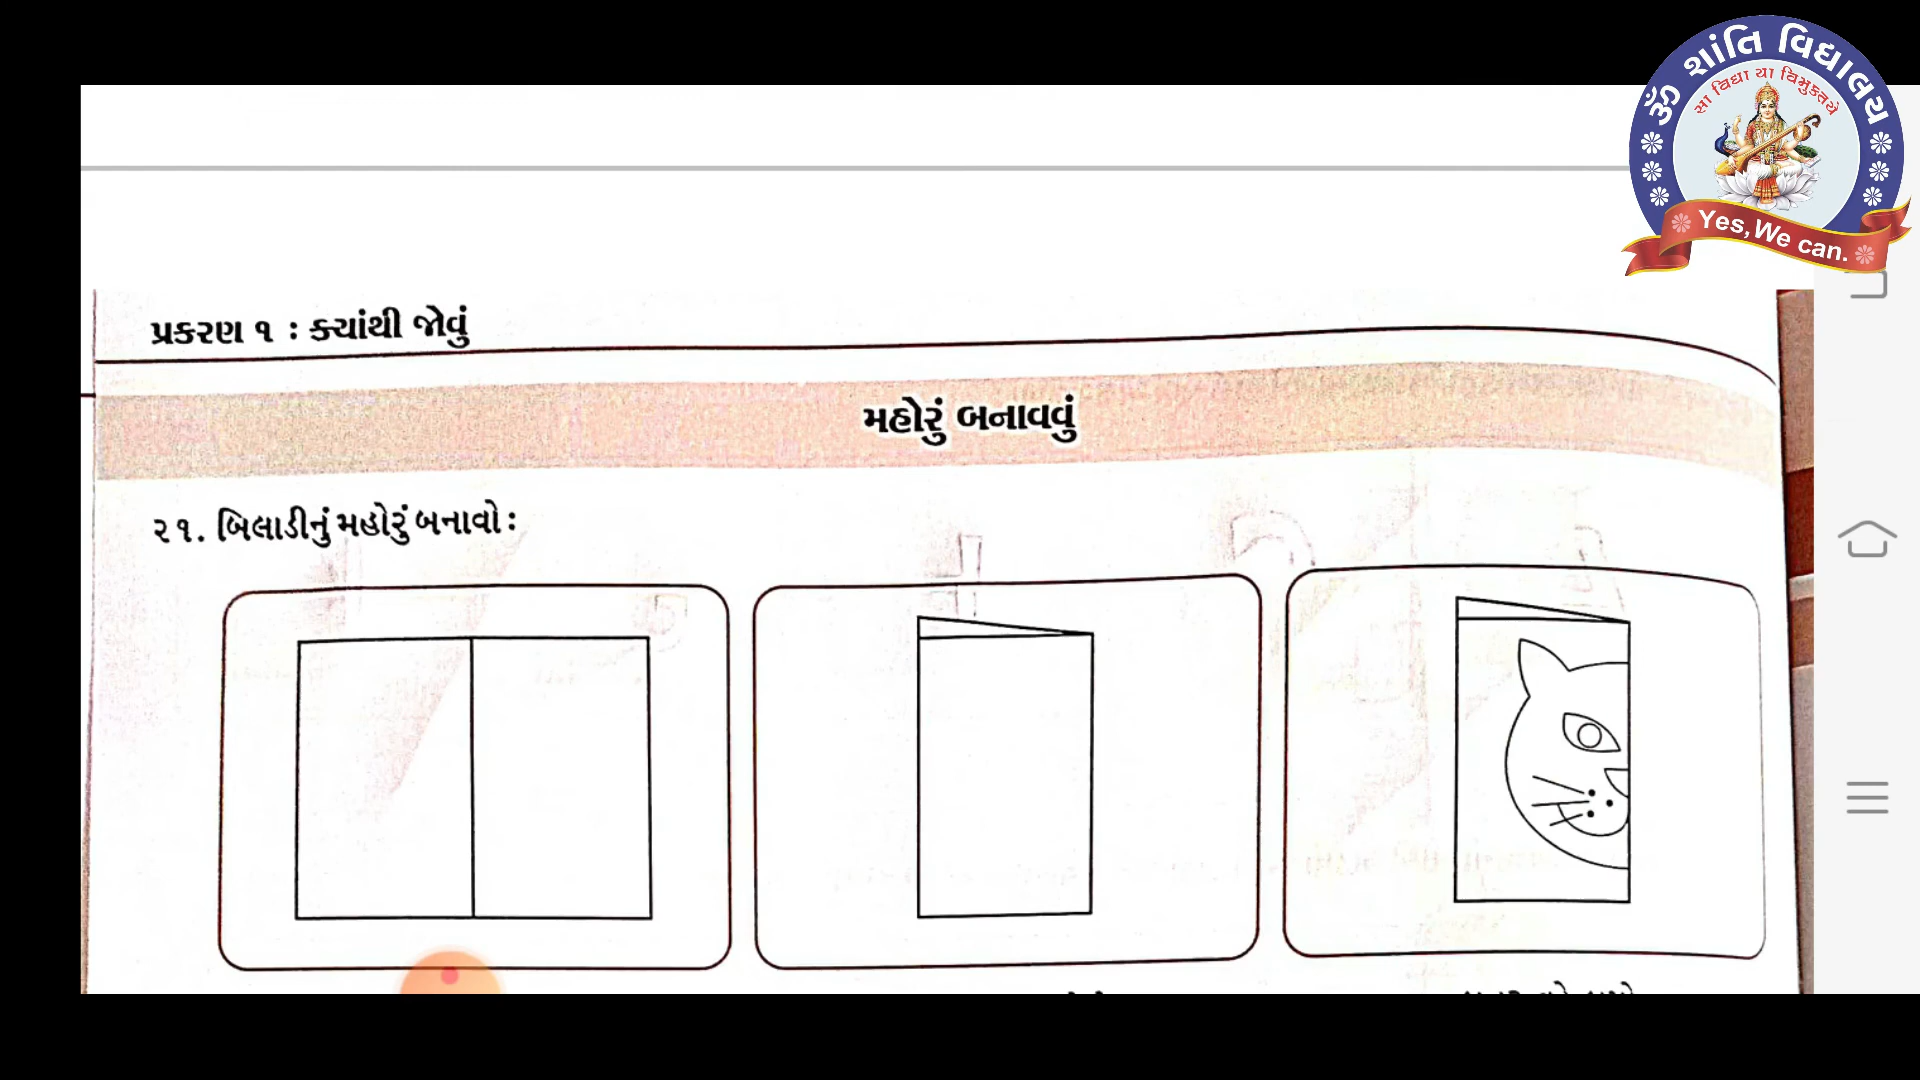 ૐ શાંતિ વિદ્યાલય
સા વિદ્યા યા વિમુક્તયે
Yes, We can.
પ્રકરણ ૧ : ક્યાંથી જોવું
મહોરું બનાવવું
૨૧. બિલાડીનું મહોરું બનાવો :